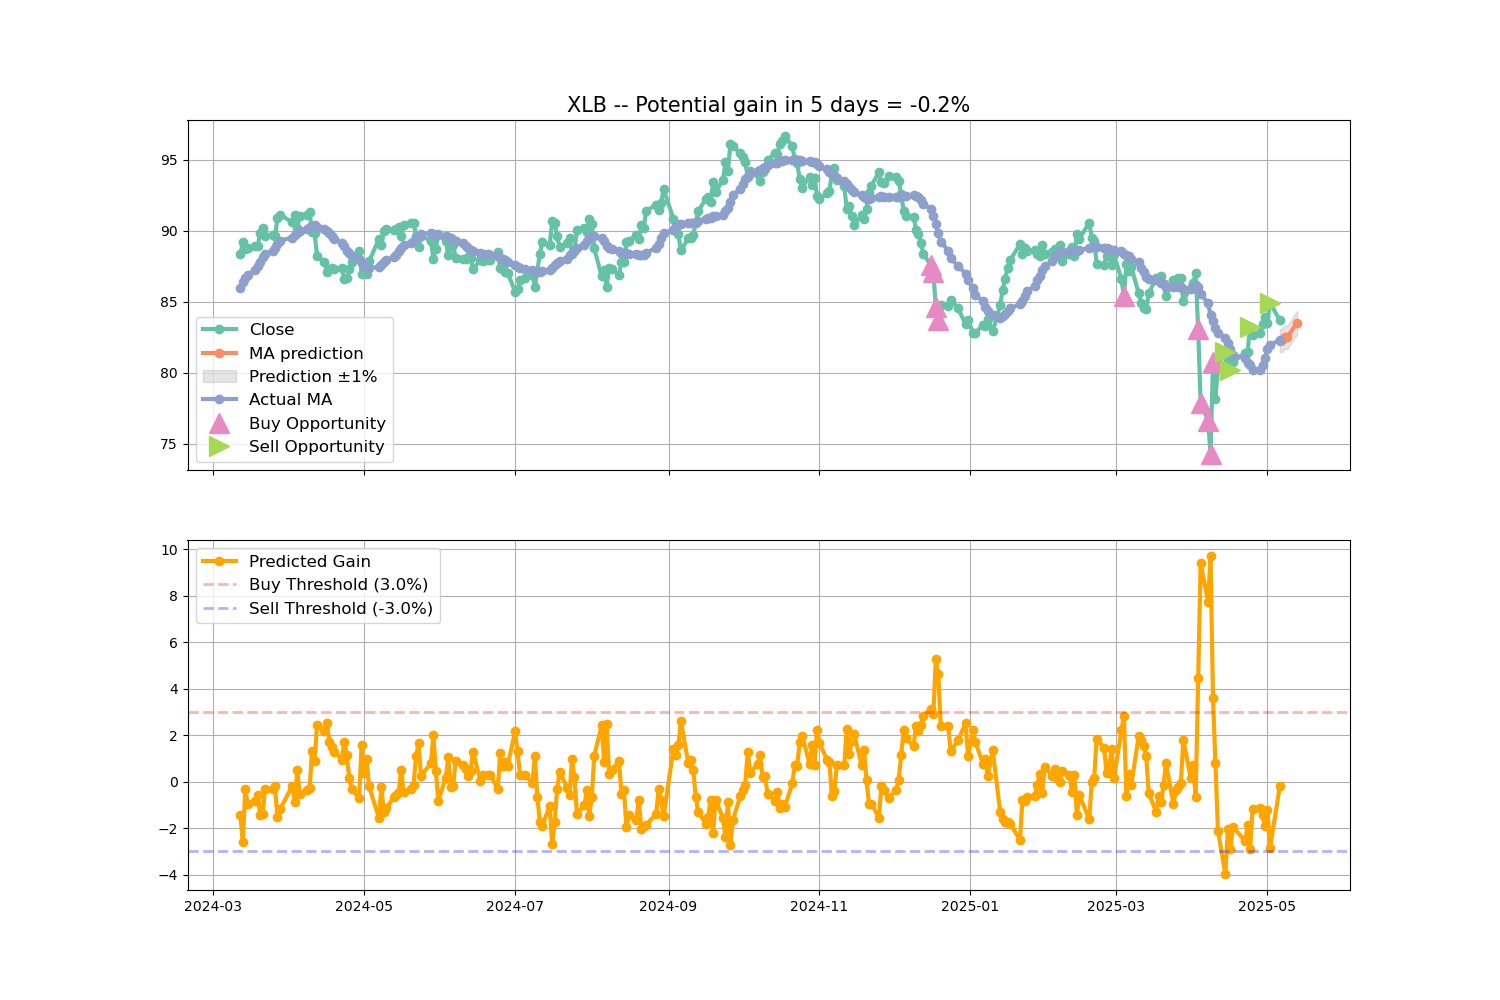 XLB -- Potential gain in 5 days = -0.2%
95
90
85
80
75
Close
MA prediction
Prediction ±1%
Actual MA
Buy Opportunity
Sell Opportunity
10
8
6
4
2
0
−2
−4
Predicted Gain
Buy Threshold (3.0%)
Sell Threshold (-3.0%)
2024-03 2024-05 2024-07 2024-09 2024-11 2025-01 2025-03 2025-05